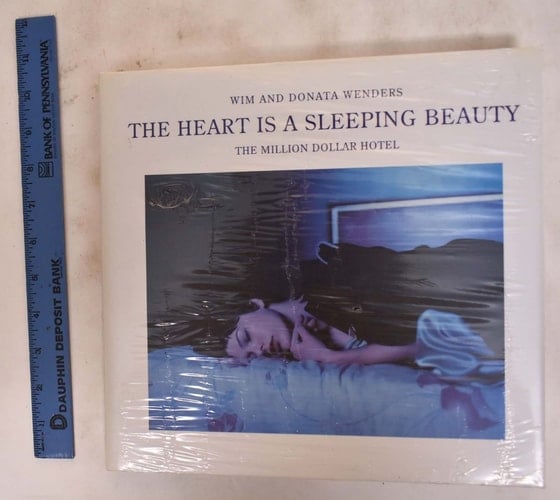 WIM AND DONATA WENDERS
THE HEART IS A SLEEPING BEAUTY
THE MILLION DOLLAR HOTEL
BANK OF PENNSYLVANIA
DAUPHIN DEPOSIT BANK